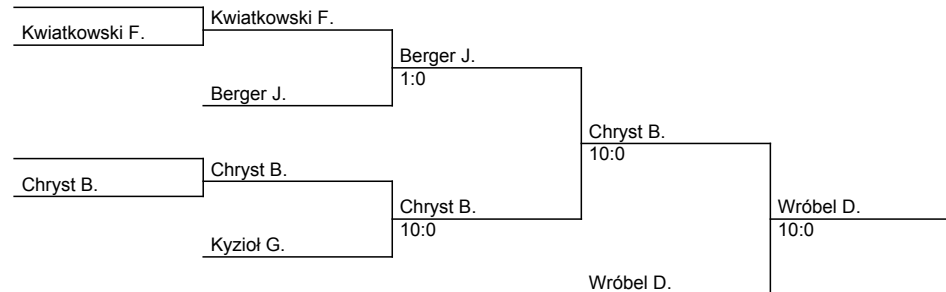 Kwiatkowski F.
Kwiatkowski F.
Berger J.
1:0
Berger J.
Chryst B.
10:0
Chryst B.
Chryst B.
Chryst B.
10:0
Wróbel D.
10:0
Kyzioł G.
Wróbel D.